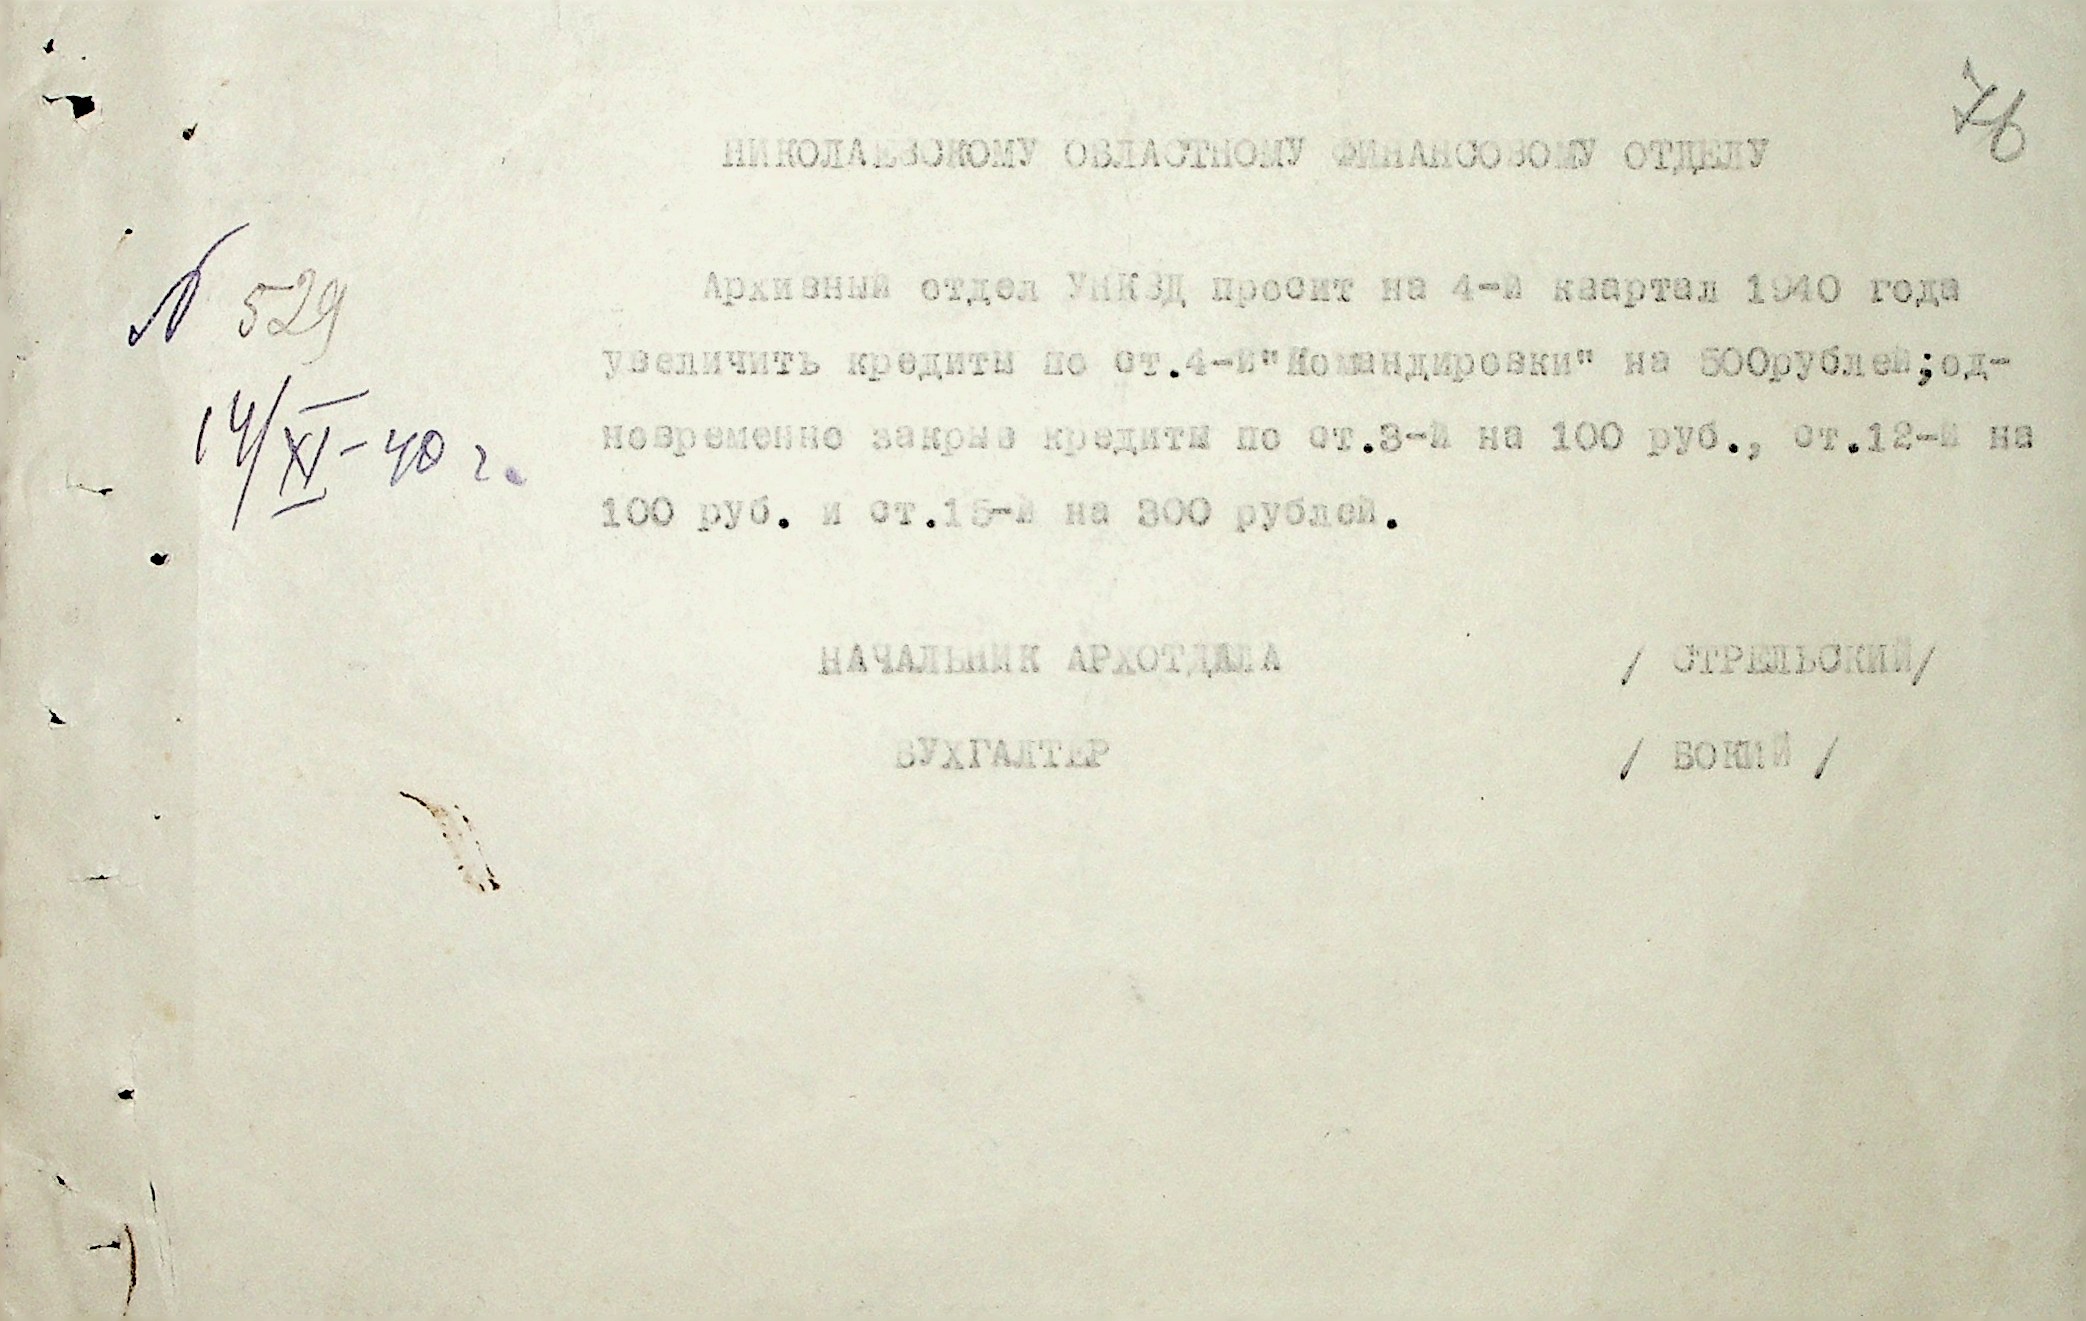 76
НИКОЛАЕВСКОМУ ОБЛАСТНОМУ ФИНАНСОВОМУ ОТДЕЛУ
№ 529
14/XI-40 г.
Архивный отдел УНКВД просит на 4-й квартал 1940 года
увеличить кредиты по ст.4-й"Командировки" на 500рублей;од-
новременно закрыв кредиты по ст.3-й на 100 руб., ст.12-й на
100 руб. и ст.15-й на 300 рублей.
НАЧАЛЬНИК АРХОТДЕЛА / СТРЕЛЬСКИЙ/
БУХГАЛТЕР / БОКИЙ /